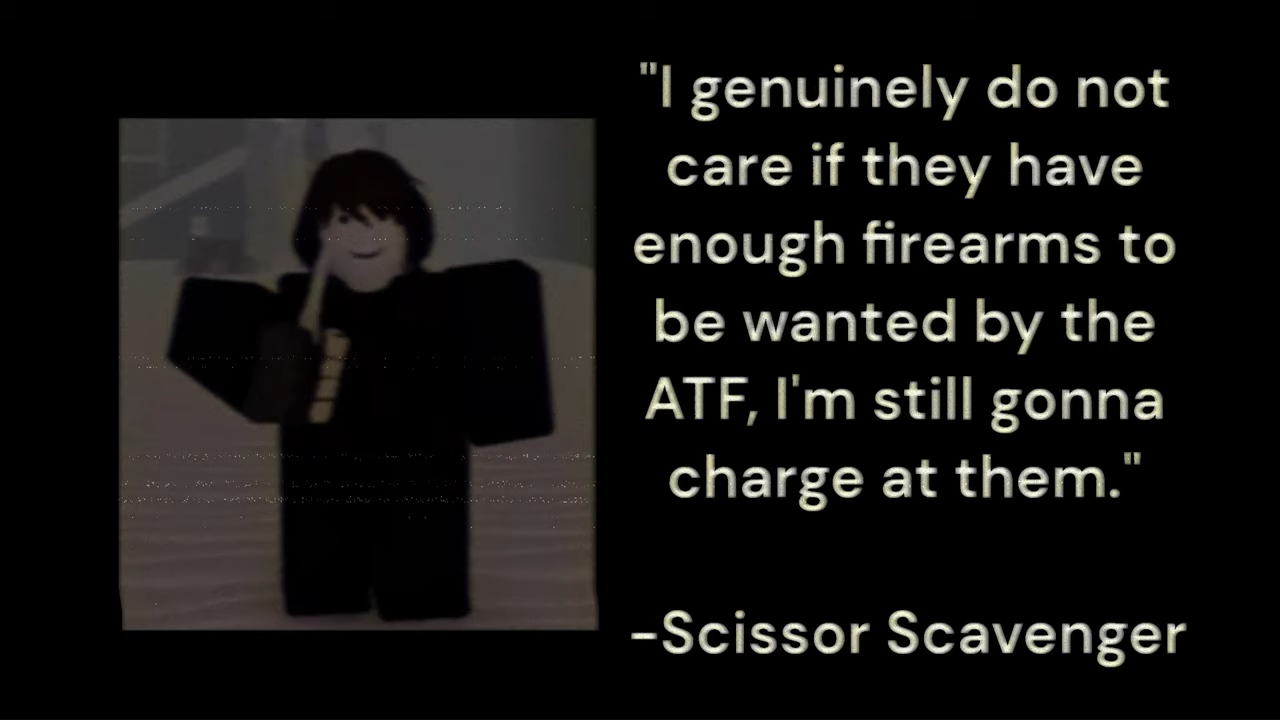 "I genuinely do not
care if they have
enough firearms to
be wanted by the
ATF, I'm still gonna
charge at them."
-Scissor Scavenger